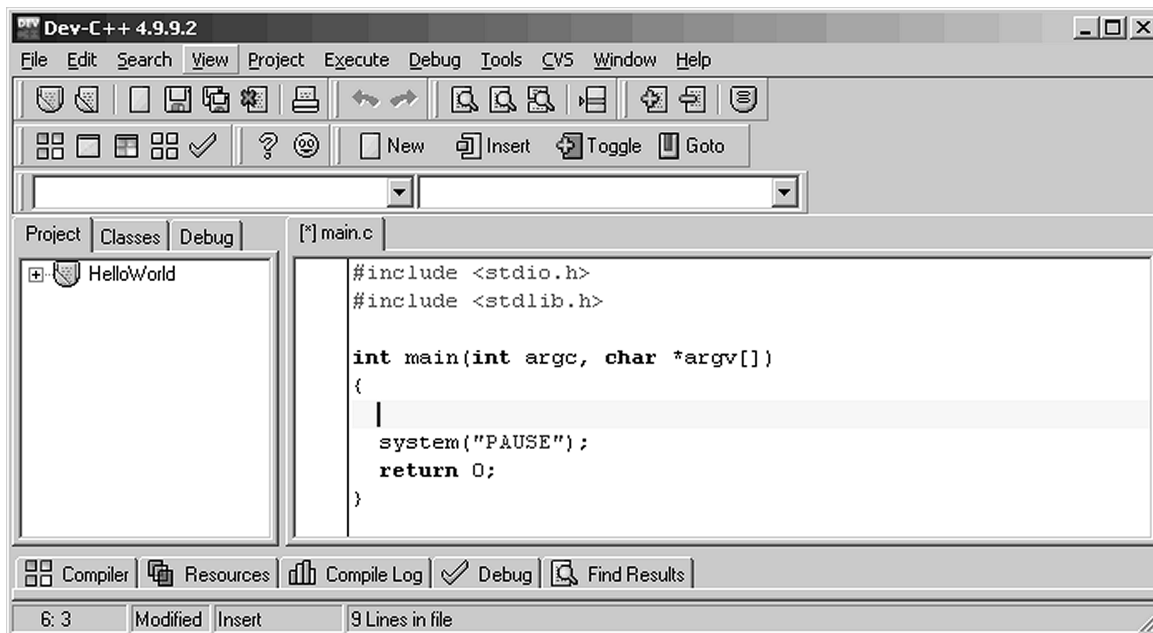 Dev-C++ 4.9.9.2
File Edit Search View Project Execute Debug Tools CVS Window Help
New Insert Toggle Goto
Project Classes Debug
[*] main.c
HelloWorld
#include <stdio.h>
#include <stdlib.h>
int main(int argc, char *argv[])
{
system("PAUSE");
return 0;
}
Compiler Resources Compile Log Debug Find Results
6: 3 Modified Insert 9 Lines in file